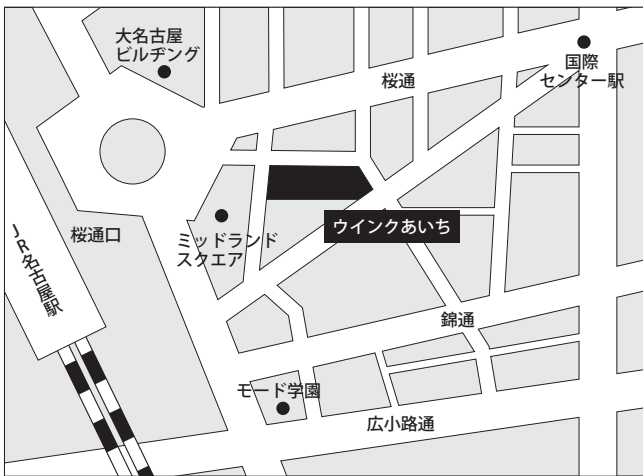 大名古屋
ビルヂング
国際
センター駅
桜通
桜通口
ミッドランド
スクエア
ウインクあいち
JR名古屋駅
錦通
モード学園
広小路通